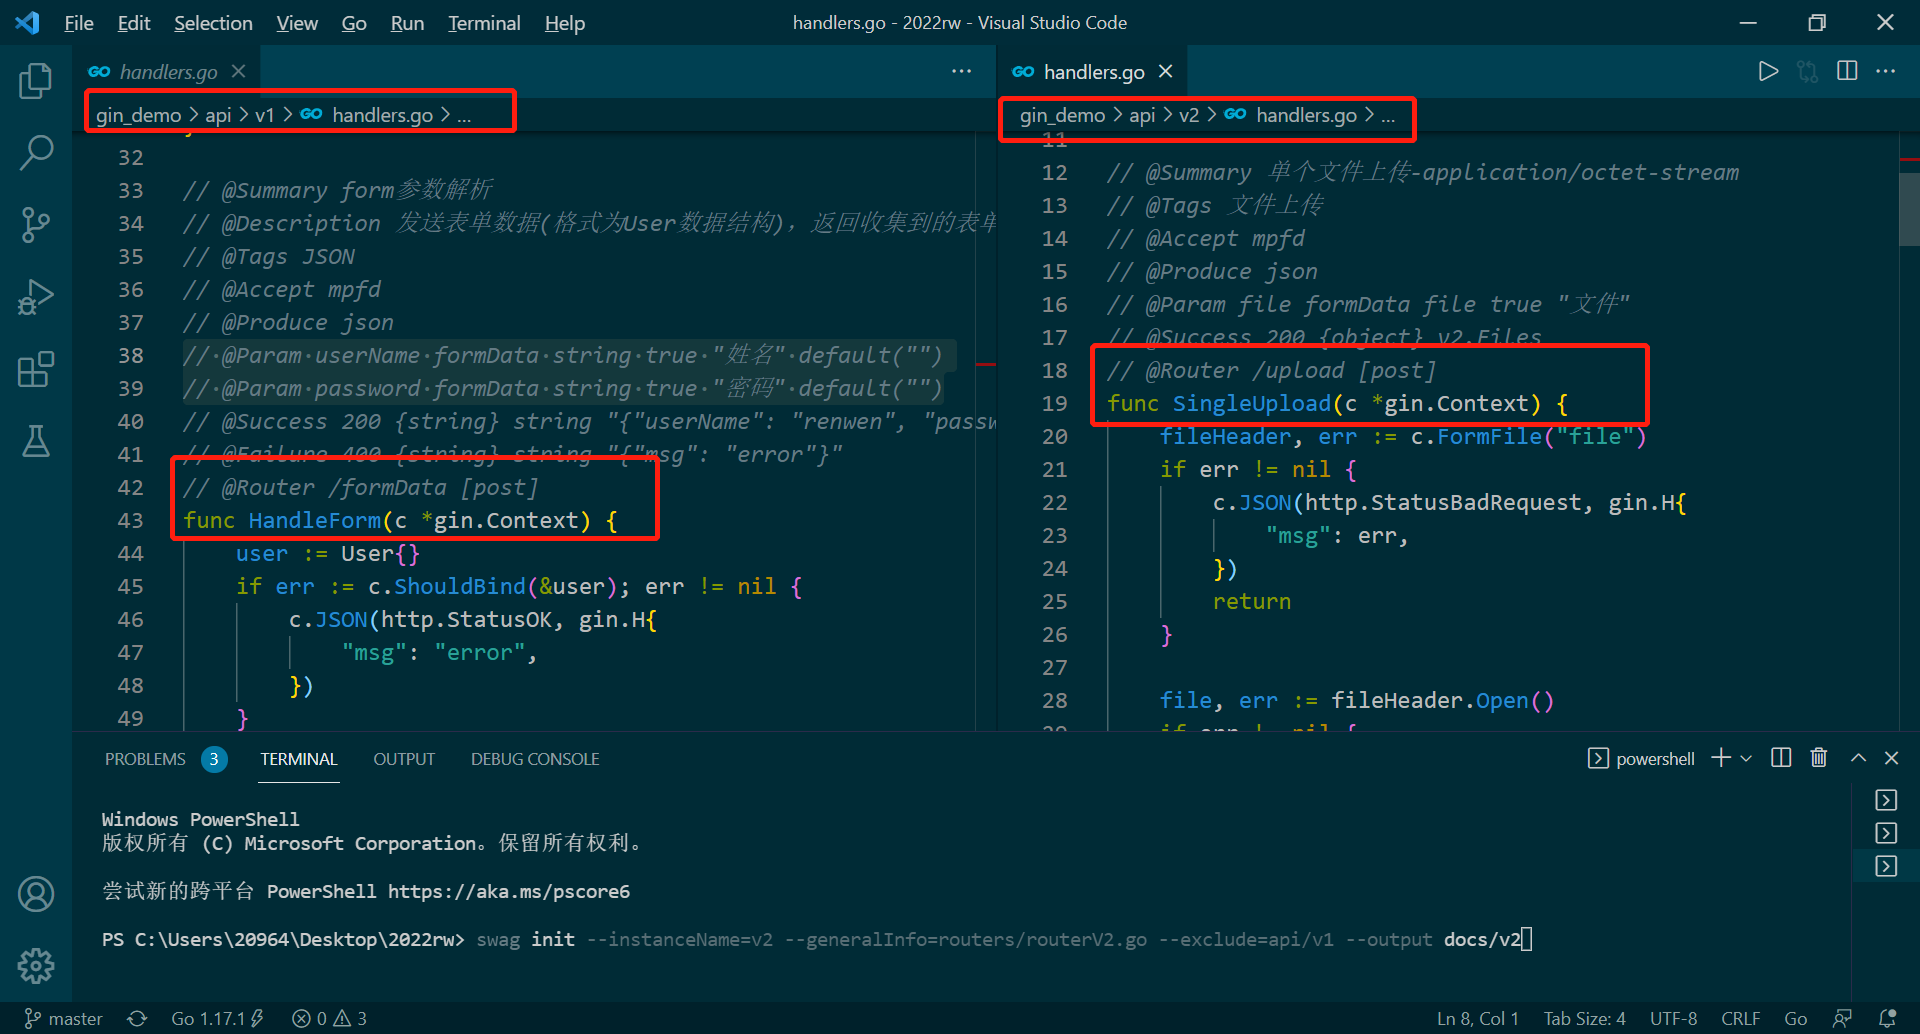 File Edit Selection View Go Run Terminal Help
handlers.go - 2022rw - Visual Studio Code
handlers.go
gin_demo > api > v1 > handlers.go > ...
32
33 // @Summary form参数解析
34 // @Description 发送表单数据(格式为User数据结构)，返回收集到的表单
35 // @Tags JSON
36 // @Accept mpfd
37 // @Produce json
38 //·@Param·userName·formData·string·true·"姓名"·default("")
39 //·@Param·password·formData·string·true·"密码"·default("")
40 // @Success 200 {string} string "{"userName": "renwen", "passw
41 // @Failure 400 {string} string "{"msg": "error"}"
42 // @Router /formData [post]
43 func HandleForm(c *gin.Context) {
44 user := User{}
45 if err := c.ShouldBind(&user); err != nil {
46 c.JSON(http.StatusOK, gin.H{
47 "msg": "error",
48 })
49 }
handlers.go
gin_demo > api > v2 > handlers.go > ...
11
12 // @Summary 单个文件上传-application/octet-stream
13 // @Tags 文件上传
14 // @Accept mpfd
15 // @Produce json
16 // @Param file formData file true "文件"
17 // @Success 200 {object} v2.Files
18 // @Router /upload [post]
19 func SingleUpload(c *gin.Context) {
20 fileHeader, err := c.FormFile("file")
21 if err != nil {
22 c.JSON(http.StatusBadRequest, gin.H{
23 "msg": err,
24 })
25 return
26 }
27
28 file, err := fileHeader.Open()
29 if err != nil {
PROBLEMS 3 TERMINAL OUTPUT DEBUG CONSOLE
powershell
Windows PowerShell
版权所有 (C) Microsoft Corporation。保留所有权利。
尝试新的跨平台 PowerShell https://aka.ms/pscore6
PS C:\Users\20964\Desktop\2022rw> swag init --instanceName=v2 --generalInfo=routers/routerV2.go --exclude=api/v1 --output docs/v2
master Go 1.17.1 0 3
Ln 8, Col 1 Tab Size: 4 UTF-8 CRLF Go